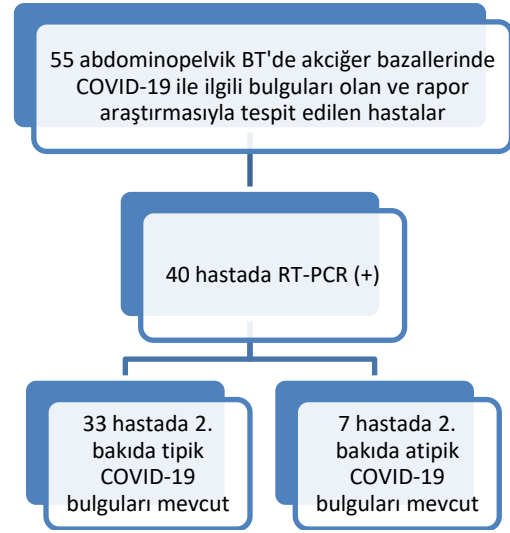 55 abdominopelvik BT'de akciğer bazallerinde
COVID-19 ile ilgili bulguları olan ve rapor
araştırmasıyla tespit edilen hastalar
40 hastada RT-PCR (+)
33 hastada 2.
bakıda tipik
COVID-19
bulguları mevcut
7 hastada 2.
bakıda atipik
COVID-19
bulguları mevcut